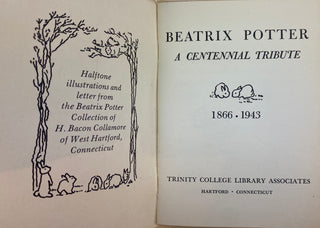 Halftone
illustrations and
letter from
the Beatrix Potter
Collection of
H. Bacon Collamore
of West Hartford,
Connecticut
BEATRIX POTTER
A CENTENNIAL TRIBUTE
1866 · 1943
TRINITY COLLEGE LIBRARY ASSOCIATES
HARTFORD · CONNECTICUT